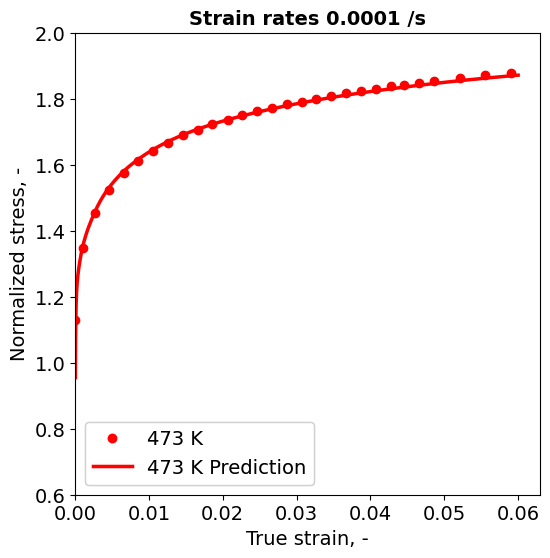 Strain rates 0.0001 /s
Normalized stress, -
2.0
1.8
1.6
1.4
1.2
1.0
0.8
0.6
473 K
473 K Prediction
0.00 0.01 0.02 0.03 0.04 0.05 0.06
True strain, -